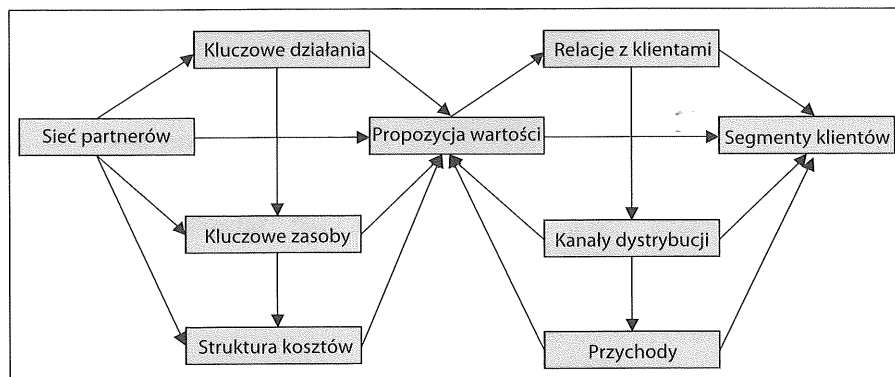 Kluczowe działania
Relacje z klientami
Sieć partnerów
Propozycja wartości
Segmenty klientów
Kluczowe zasoby
Kanały dystrybucji
Struktura kosztów
Przychody